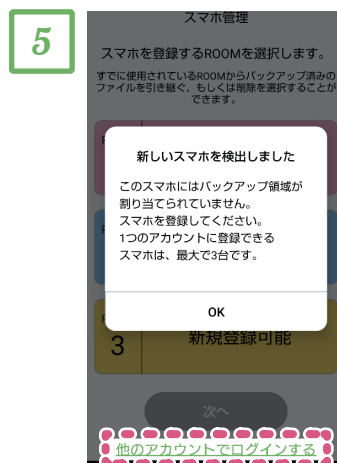 5
スマホ管理
スマホを登録するROOMを選択します。
すでに使用されているROOMからバックアップ済みの
ファイルを引き継ぐ、もしくは削除を選択することが
できます。
新しいスマホを検出しました
このスマホにはバックアップ領域が
割り当てられていません。
スマホを登録してください。
1つのアカウントに登録できる
スマホは、最大で3台です。
OK
3
新規登録可能
次へ
他のアカウントでログインする